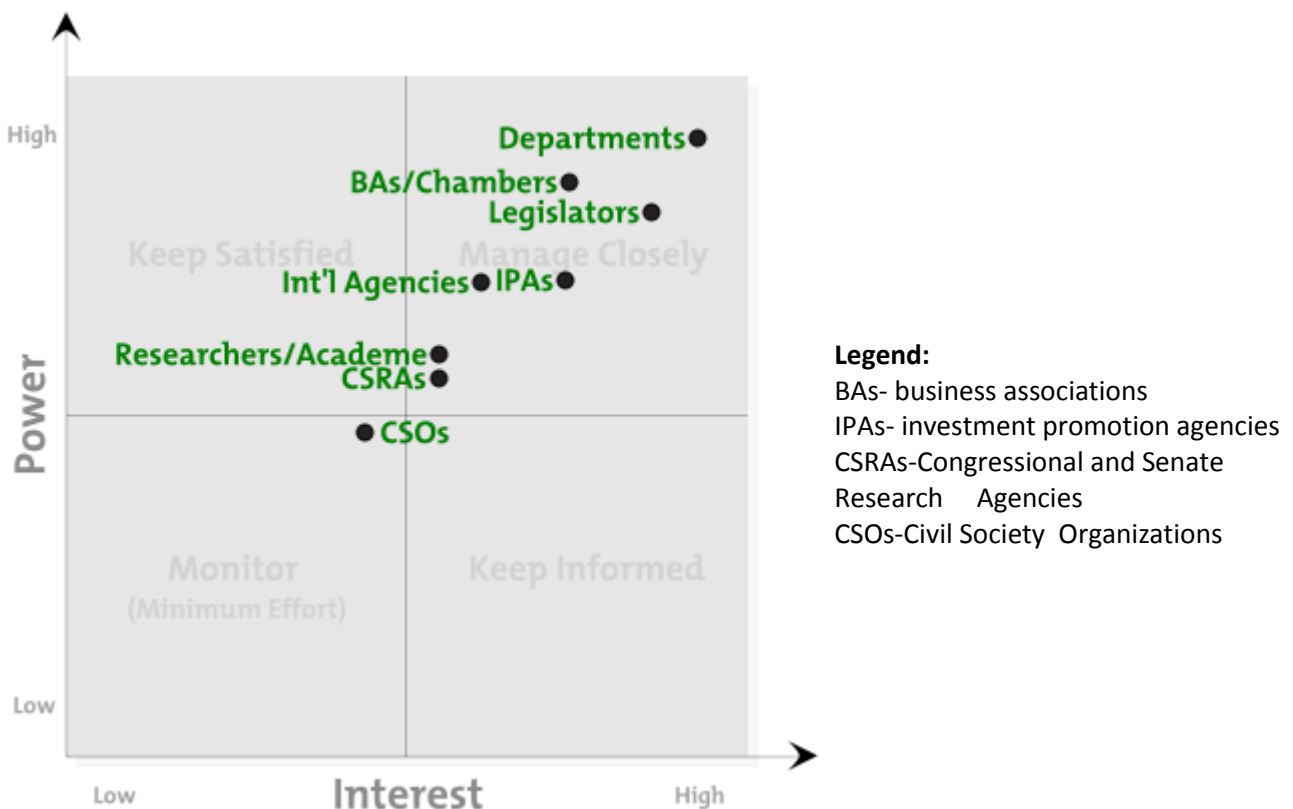 High
Departments
BAs/Chambers
Legislators
Keep Satisfied
Manage Closely
Int'l Agencies
IPAs
Researchers/Academe
CSRAs
CSOs
Power
Monitor
(Minimum Effort)
Keep Informed
Low
Low
Interest
High
Legend:
BAs- business associations
IPAs- investment promotion agencies
CSRAs-Congressional and Senate
Research Agencies
CSOs-Civil Society Organizations